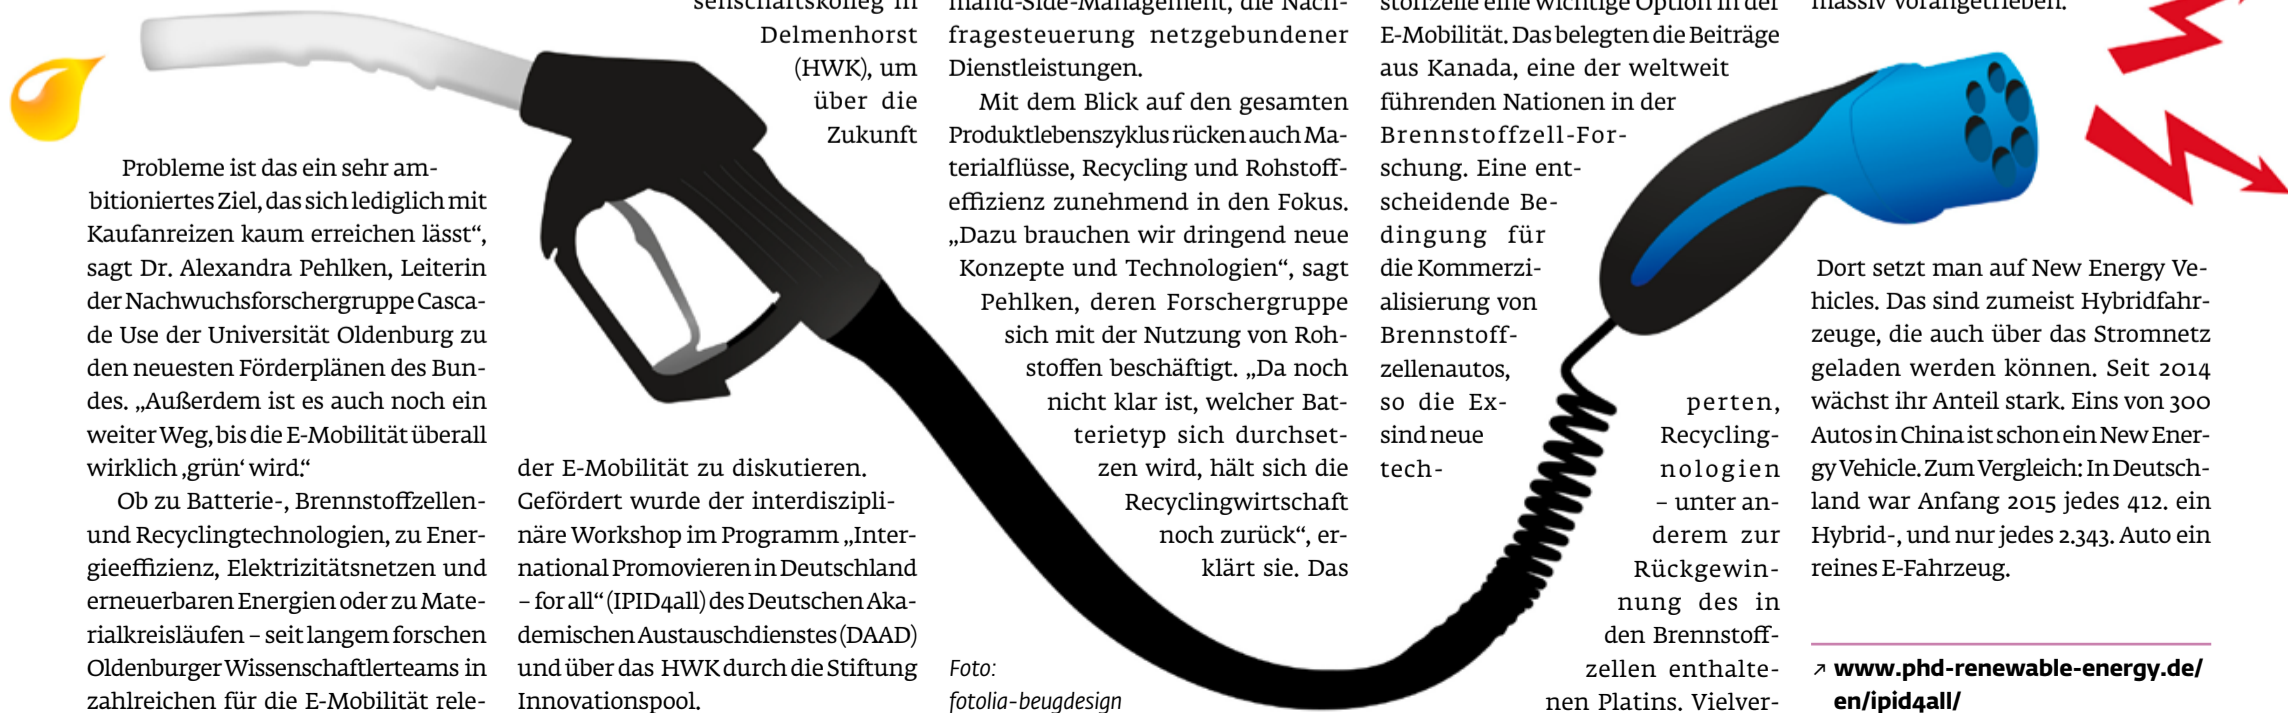 Probleme ist das ein sehr am-
bitioniertes Ziel, das sich lediglich mit
Kaufanreizen kaum erreichen lässt“,
sagt Dr. Alexandra Pehlken, Leiterin
der Nachwuchsforschergruppe Casca-
de Use der Universität Oldenburg zu
den neuesten Förderplänen des Bun-
des. „Außerdem ist es auch noch ein
weiter Weg, bis die E-Mobilität überall
wirklich ‚grün‘ wird.“
Ob zu Batterie-, Brennstoffzellen-
und Recyclingtechnologien, zu Ener-
gieeffizienz, Elektrizitätsnetzen und
erneuerbaren Energien oder zu Mate-
rialkreisläufen – seit langem forschen
Oldenburger Wissenschaftlerteams in
zahlreichen für die E-Mobilität rele-
senschaftskolleg in
Delmenhorst
(HWK), um
über die
Zukunft
der E-Mobilität zu diskutieren.
Gefördert wurde der interdiszipli-
näre Workshop im Programm „Inter-
national Promovieren in Deutschland
– for all“ (IPID4all) des Deutschen Aka-
demischen Austauschdienstes (DAAD)
und über das HWK durch die Stiftung
Innovationspool.
mand-Side-Management, die Nach-
fragesteuerung netzgebundener
Dienstleistungen.
Mit dem Blick auf den gesamten
Produktlebenszyklus rücken auch Ma-
terialflüsse, Recycling und Rohstoff-
effizienz zunehmend in den Fokus.
„Dazu brauchen wir dringend neue
Konzepte und Technologien“, sagt
Pehlken, deren Forschergruppe
sich mit der Nutzung von Roh-
stoffen beschäftigt. „Da noch
nicht klar ist, welcher Bat-
terietyp sich durchset-
zen wird, hält sich die
Recyclingwirtschaft
noch zurück“, er-
klärt sie. Das
Foto:
fotolia-beugdesign
stoffzelle eine wichtige Option in der
E-Mobilität. Das belegten die Beiträge
aus Kanada, eine der weltweit
führenden Nationen in der
Brennstoffzell-For-
schung. Eine ent-
scheidende Be-
dingung für
die Kommerzi-
alisierung von
Brennstoff-
zellenautos,
so die Ex-
perten,
sind neue
Recycling-
tech-
nologien
– unter an-
derem zur
Rückgewin-
nung des in
den Brennstoff-
zellen enthalte-
nen Platins. Vielver-
massiv vorangetrieben.
Dort setzt man auf New Energy Ve-
hicles. Das sind zumeist Hybridfahr-
zeuge, die auch über das Stromnetz
geladen werden können. Seit 2014
wächst ihr Anteil stark. Eins von 300
Autos in China ist schon ein New Ener-
gy Vehicle. Zum Vergleich: In Deutsch-
land war Anfang 2015 jedes 412. ein
Hybrid-, und nur jedes 2.343. Auto ein
reines E-Fahrzeug.
↗ www.phd-renewable-energy.de/
en/ipid4all/